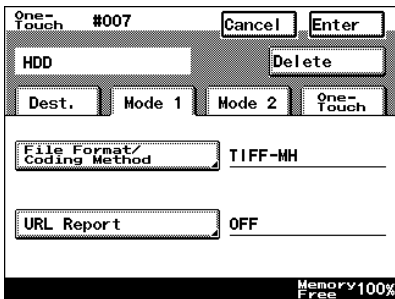 One-Touch #007 Cancel Enter
HDD Delete
Dest. Mode 1 Mode 2 One-Touch
File Format/
Coding Method TIFF-MH
URL Report OFF
Memory Free 100%